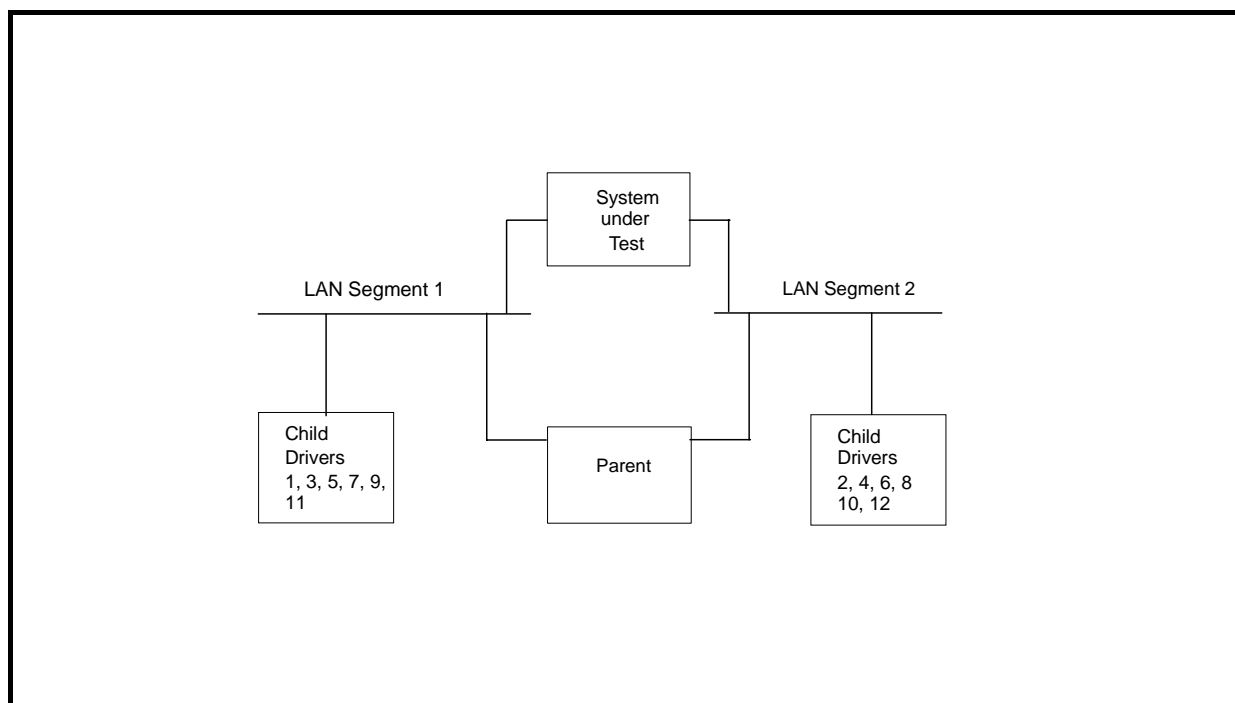 System
under
Test
LAN Segment 1
LAN Segment 2
Child
Drivers
1, 3, 5, 7, 9,
11
Parent
Child
Drivers
2, 4, 6, 8
10, 12